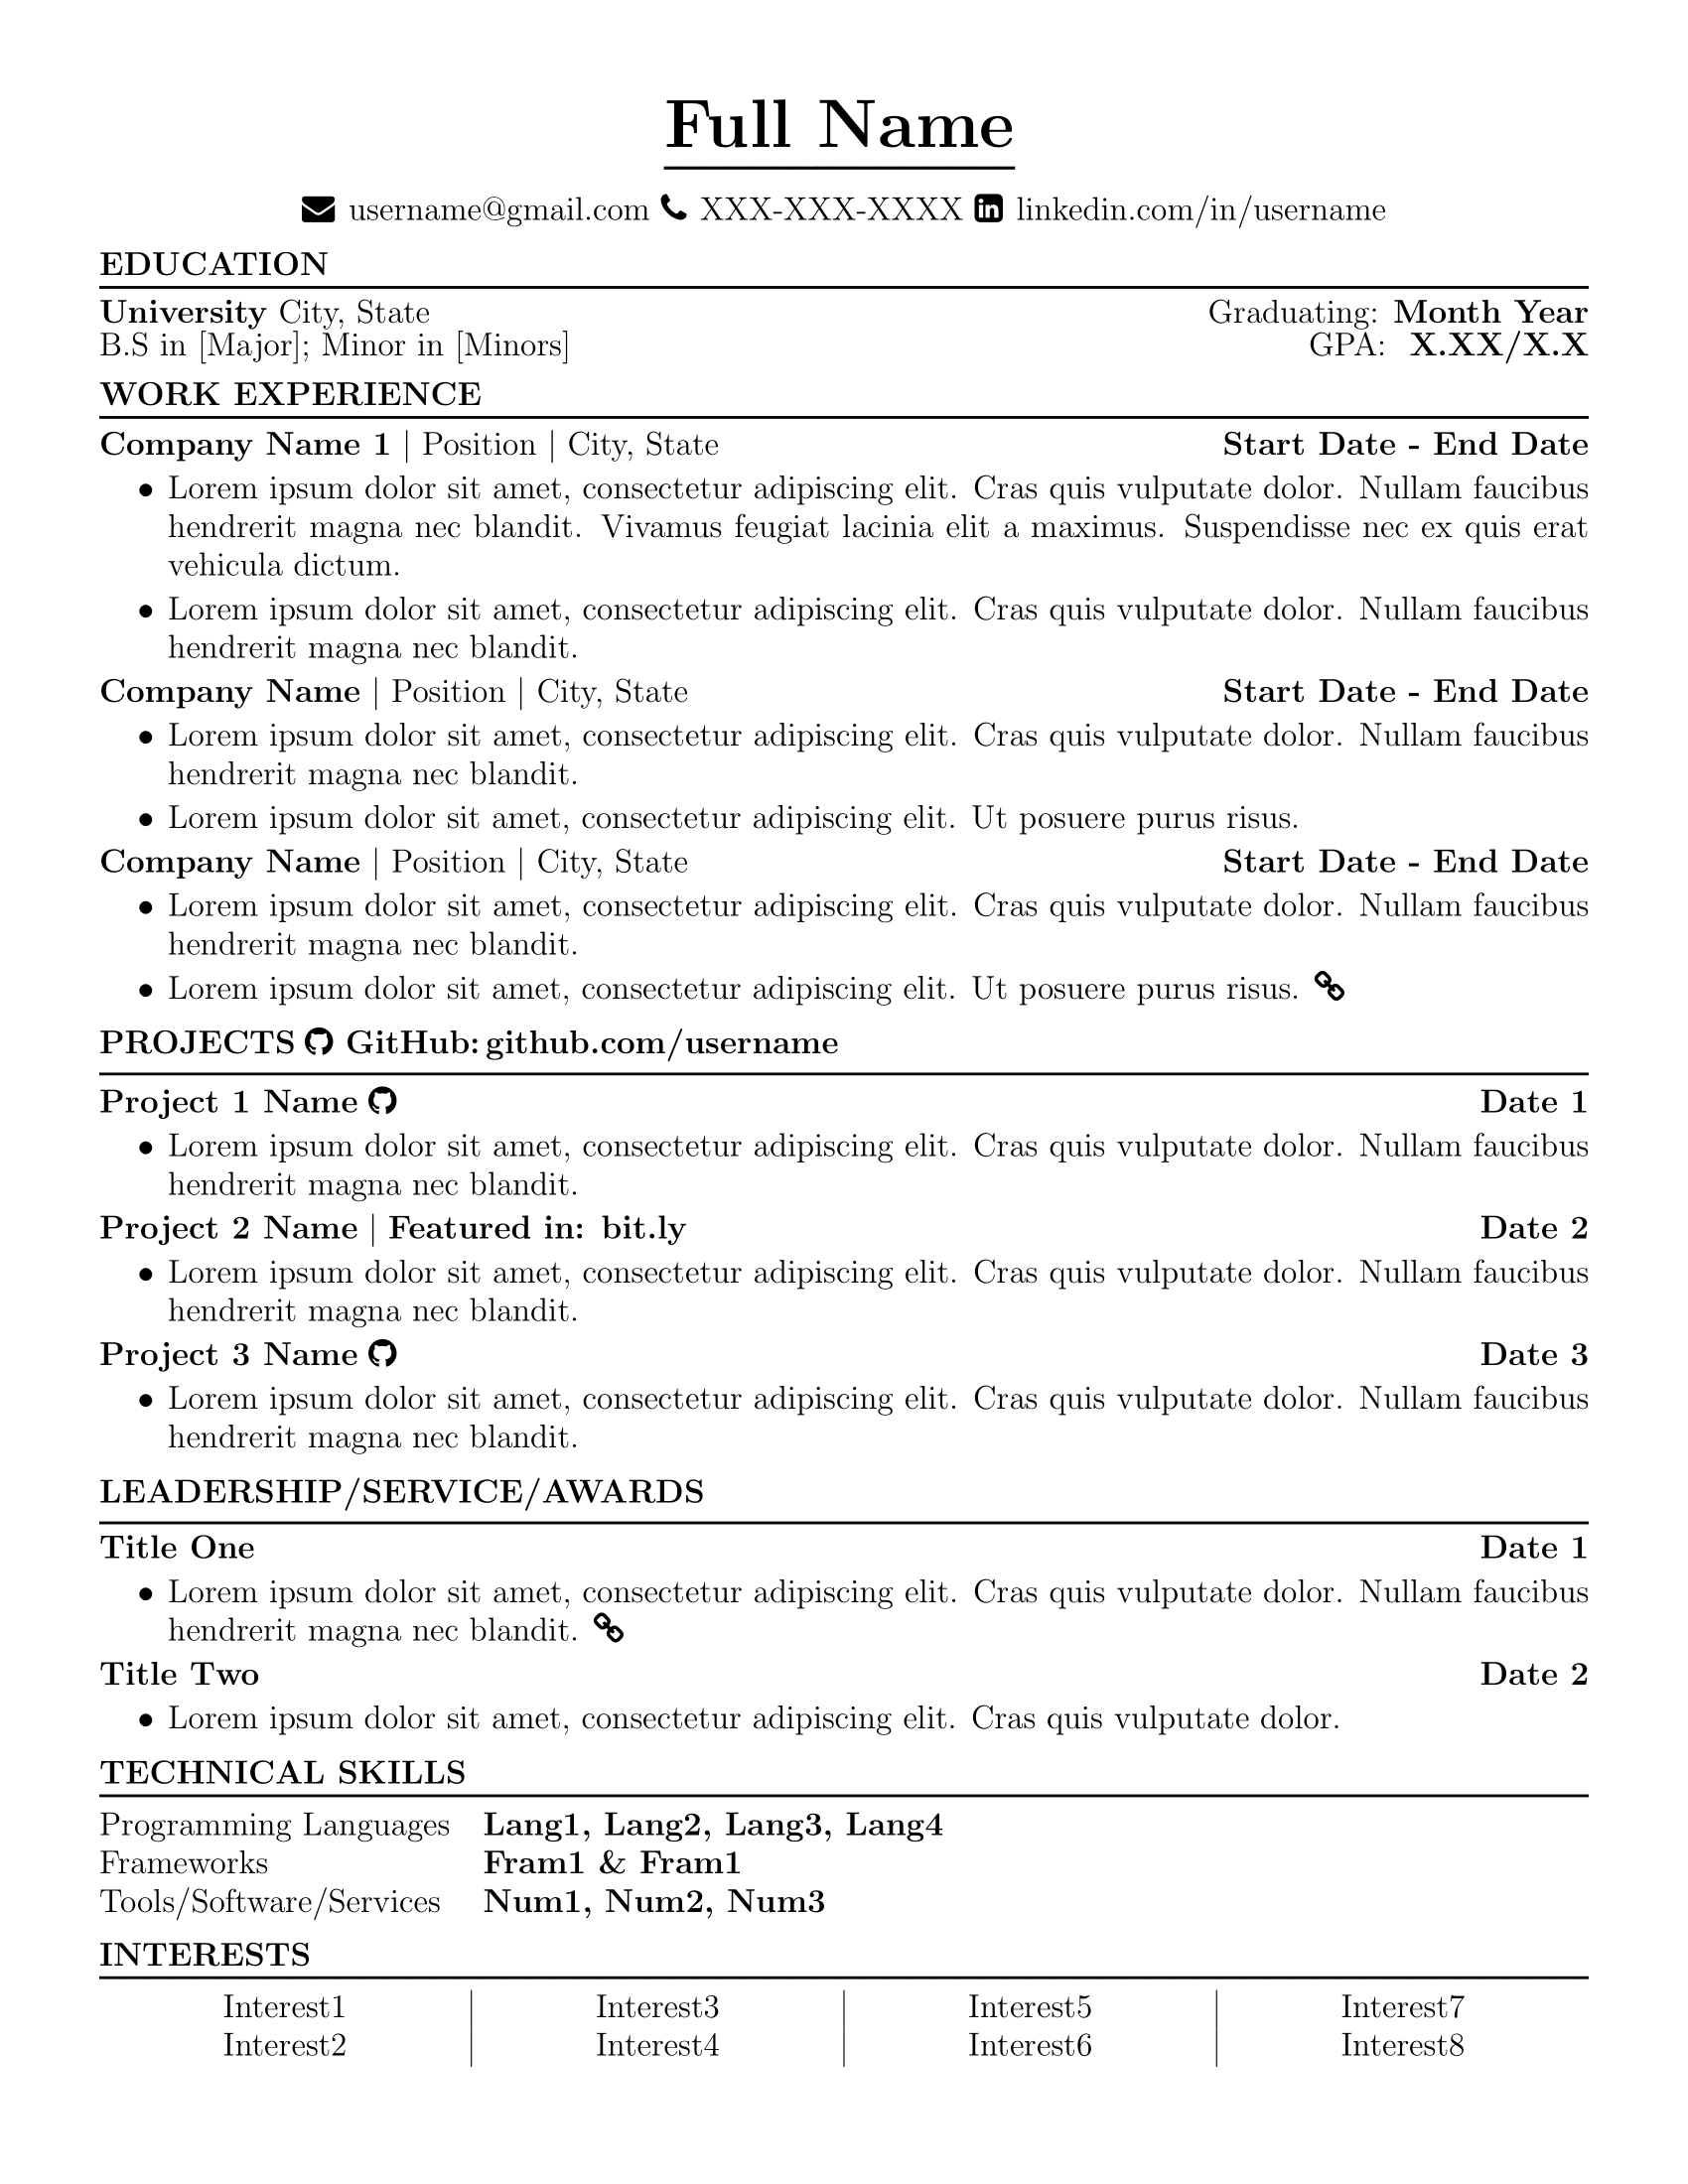 Full Name
username@gmail.com XXX-XXX-XXXX linkedin.com/in/username
EDUCATION
University City, State Graduating: Month Year
B.S in [Major]; Minor in [Minors] GPA: X.XX/X.X
WORK EXPERIENCE
Company Name 1 | Position | City, State Start Date - End Date
• Lorem ipsum dolor sit amet, consectetur adipiscing elit. Cras quis vulputate dolor. Nullam faucibus
hendrerit magna nec blandit. Vivamus feugiat lacinia elit a maximus. Suspendisse nec ex quis erat
vehicula dictum.
• Lorem ipsum dolor sit amet, consectetur adipiscing elit. Cras quis vulputate dolor. Nullam faucibus
hendrerit magna nec blandit.
Company Name | Position | City, State Start Date - End Date
• Lorem ipsum dolor sit amet, consectetur adipiscing elit. Cras quis vulputate dolor. Nullam faucibus
hendrerit magna nec blandit.
• Lorem ipsum dolor sit amet, consectetur adipiscing elit. Ut posuere purus risus.
Company Name | Position | City, State Start Date - End Date
• Lorem ipsum dolor sit amet, consectetur adipiscing elit. Cras quis vulputate dolor. Nullam faucibus
hendrerit magna nec blandit.
• Lorem ipsum dolor sit amet, consectetur adipiscing elit. Ut posuere purus risus.
PROJECTS GitHub: github.com/username
Project 1 Name Date 1
• Lorem ipsum dolor sit amet, consectetur adipiscing elit. Cras quis vulputate dolor. Nullam faucibus
hendrerit magna nec blandit.
Project 2 Name | Featured in: bit.ly Date 2
• Lorem ipsum dolor sit amet, consectetur adipiscing elit. Cras quis vulputate dolor. Nullam faucibus
hendrerit magna nec blandit.
Project 3 Name Date 3
• Lorem ipsum dolor sit amet, consectetur adipiscing elit. Cras quis vulputate dolor. Nullam faucibus
hendrerit magna nec blandit.
LEADERSHIP/SERVICE/AWARDS
Title One Date 1
• Lorem ipsum dolor sit amet, consectetur adipiscing elit. Cras quis vulputate dolor. Nullam faucibus
hendrerit magna nec blandit.
Title Two Date 2
• Lorem ipsum dolor sit amet, consectetur adipiscing elit. Cras quis vulputate dolor.
TECHNICAL SKILLS
Programming Languages Lang1, Lang2, Lang3, Lang4
Frameworks Fram1 & Fram1
Tools/Software/Services Num1, Num2, Num3
INTERESTS
Interest1 Interest3 Interest5 Interest7
Interest2 Interest4 Interest6 Interest8